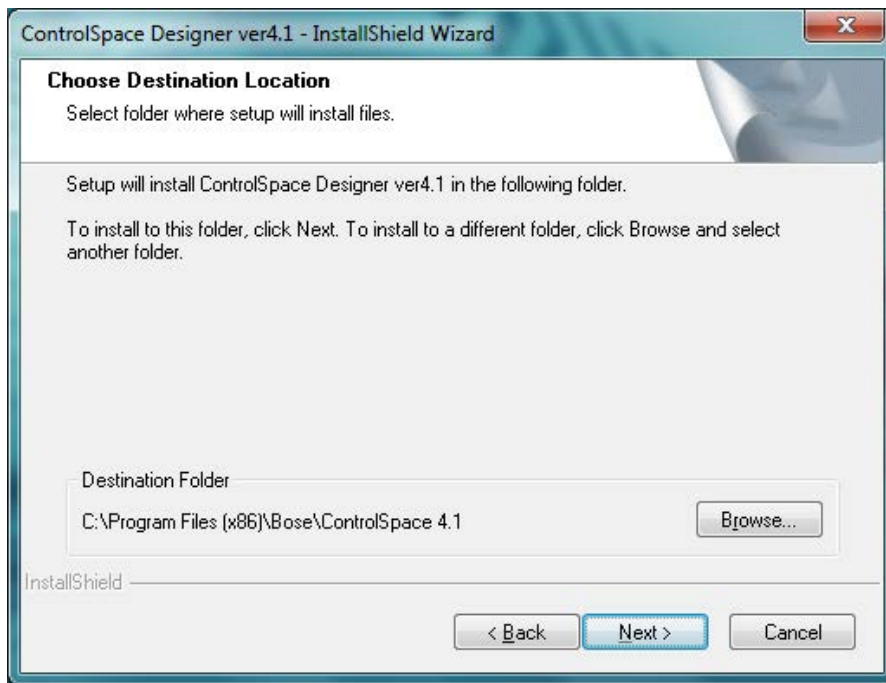 ControlSpace Designer ver4.1 - InstallShield Wizard
Choose Destination Location
Select folder where setup will install files.
Setup will install ControlSpace Designer ver4.1 in the following folder.
To install to this folder, click Next. To install to a different folder, click Browse and select
another folder.
Destination Folder
C:\Program Files (x86)\Bose\ControlSpace 4.1
Browse...
InstallShield
< Back
Next >
Cancel